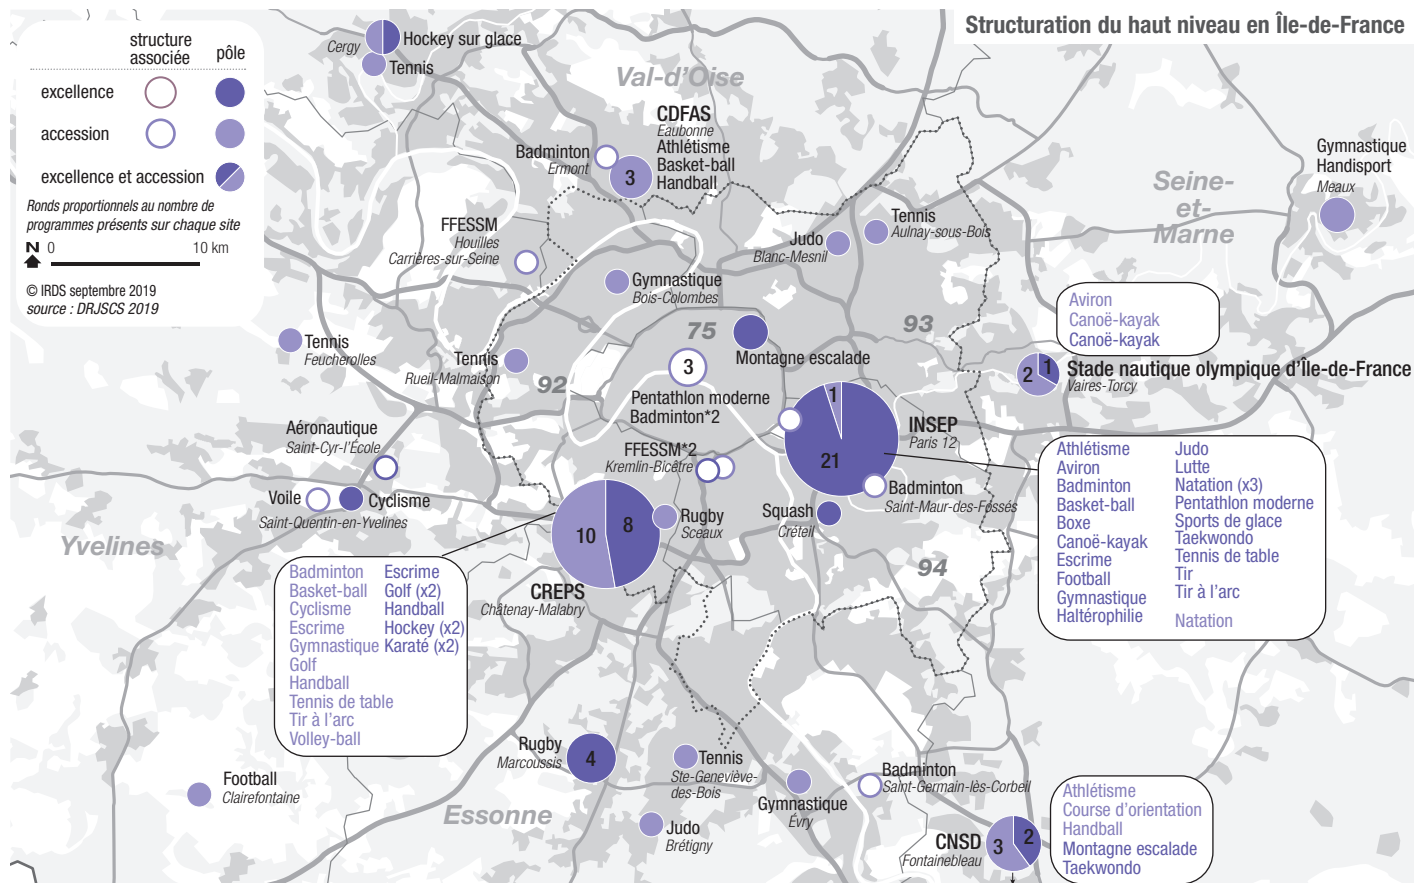 Structuration du haut niveau en Île-de-France
structure
associée
pôle
excellence
accession
excellence et accession
Ronds proportionnels au nombre de
programmes présents sur chaque site
N 0 10 km
© IRDS septembre 2019
source : DRJSCS 2019
Cergy
Hockey sur glace
Tennis
Val-d'Oise
CDFAS
Eaubonne
Athlétisme
Basket-ball
Handball
3
Badminton
Ermont
Gymnastique
Handisport
Meaux
Seine-
et-
Marne
FFESSM
Houilles
Carrières-sur-Seine
Tennis
Aulnay-sous-Bois
Judo
Blanc-Mesnil
Gymnastique
Bois-Colombes
75
93
Montagne escalade
Aviron
Canoë-kayak
Canoë-kayak
Tennis
Feucherolles
Tennis
Rueil-Malmaison
92
3
Pentathlon moderne
Badminton*2
2 1
Stade nautique olympique d'Île-de-France
Vaires-Torcy
1
21
INSEP
Paris 12
Aéronautique
Saint-Cyr-l'École
FFESSM*2
Kremlin-Bicêtre
Badminton
Saint-Maur-des-Fossés
Athlétisme
Aviron
Badminton
Basket-ball
Boxe
Canoë-kayak
Escrime
Football
Gymnastique
Haltérophilie
Judo
Lutte
Natation (x3)
Pentathlon moderne
Sports de glace
Taekwondo
Tennis de table
Tir
Tir à l'arc
Natation
Voile
Cyclisme
Saint-Quentin-en-Yvelines
Squash
Créteil
Rugby
Sceaux
10 8
CREPS
Châtenay-Malabry
Yvelines
94
Badminton
Basket-ball
Cyclisme
Escrime
Gymnastique
Golf
Handball
Tennis de table
Tir à l'arc
Volley-ball
Escrime
Golf (x2)
Handball
Hockey (x2)
Karaté (x2)
Rugby
Marcoussis
4
Tennis
Ste-Geneviève-
des-Bois
Gymnastique
Évry
Badminton
Saint-Germain-lès-Corbeil
Football
Clairefontaine
Essonne
Judo
Brétigny
CNSD
Fontainebleau
3 2
Athlétisme
Course d'orientation
Handball
Montagne escalade
Taekwondo